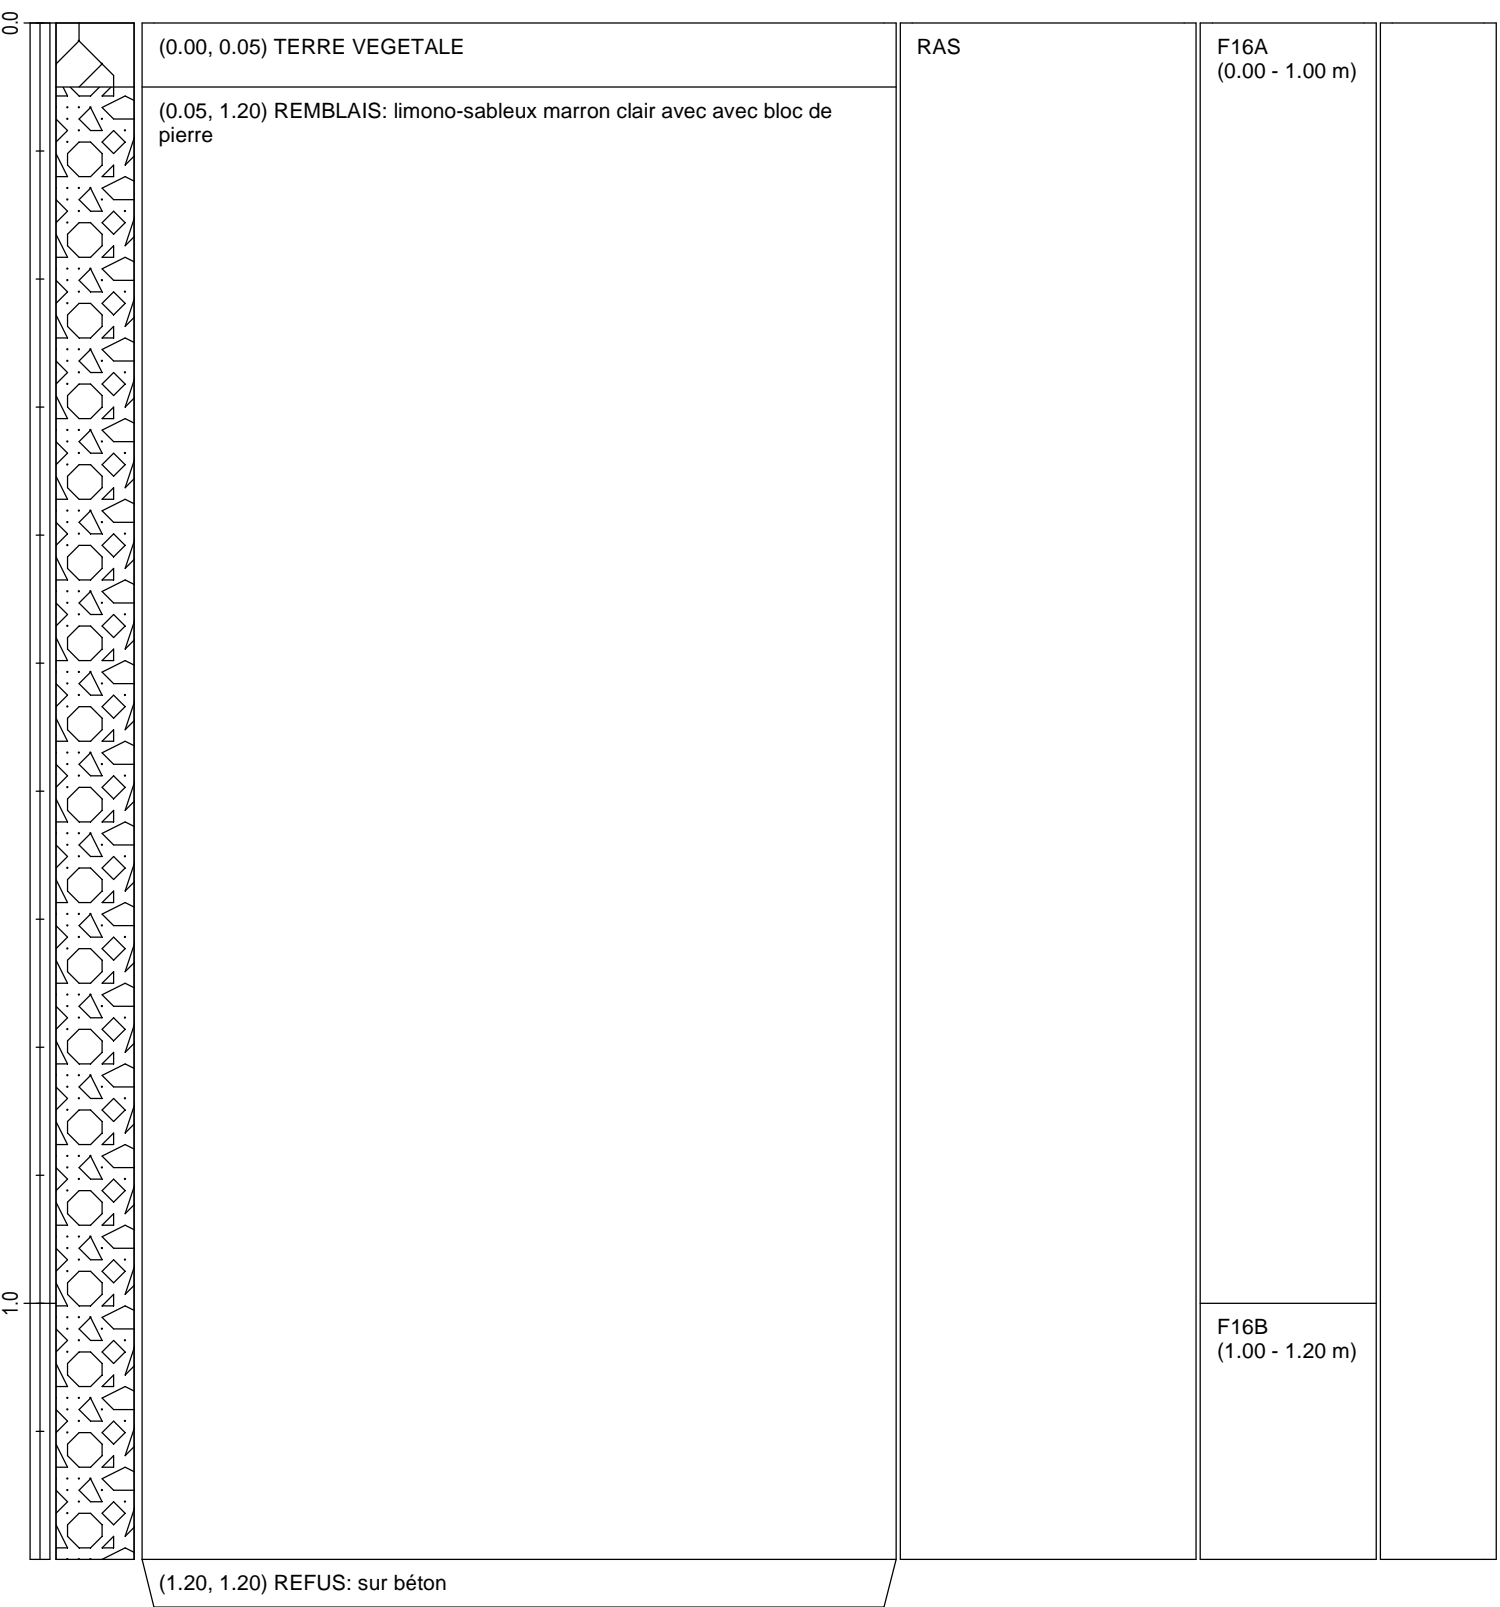 0.0
(0.00, 0.05) TERRE VEGETALE
RAS
F16A
(0.00 - 1.00 m)
(0.05, 1.20) REMBLAIS: limono-sableux marron clair avec avec bloc de
pierre
1.0
F16B
(1.00 - 1.20 m)
(1.20, 1.20) REFUS: sur béton